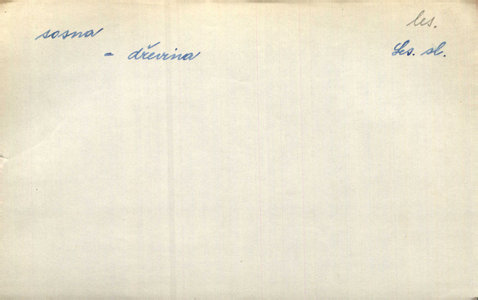 les.
sosna
- dřevina
Les. sl.